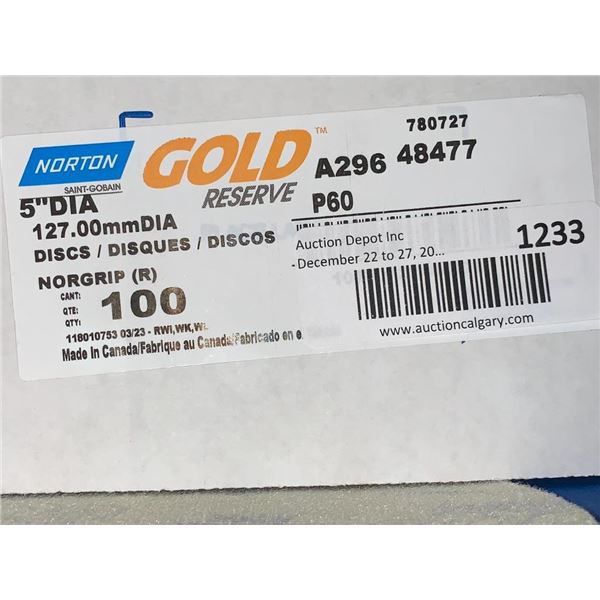 780727
NORTON
SAINT-GOBAIN
GOLD™
RESERVE
A296 48477
P60
5"DIA
127.00mmDIA
DISCS / DISQUES / DISCOS
NORGRIP (R)
CANT:
QTÉ:
QTY:
100
118010753 03/23 - RWI,WK,
Made In Canada/Fabrique au Canada/Fabricado en
Auction Depot Inc
-December 22 to 27, 20...
1233
www.auctioncalgary.com